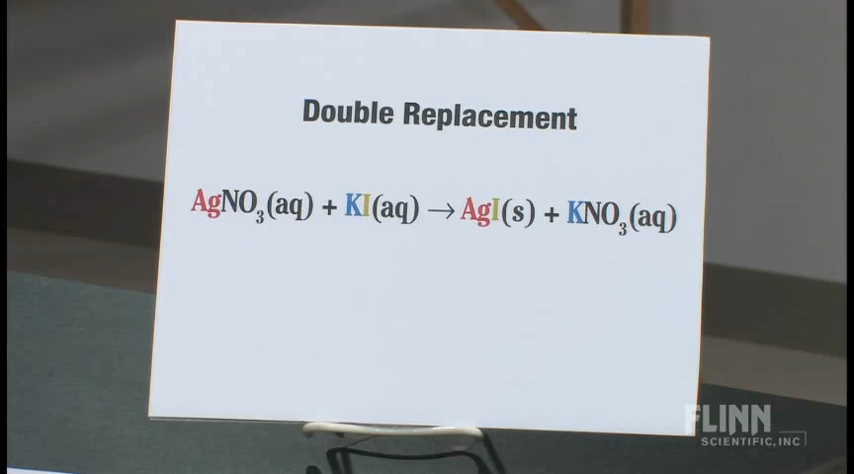 Double Replacement
AgNO₃(aq) + KI(aq) → AgI(s) + KNO₃(aq)
FLINN
SCIENTIFIC, INC